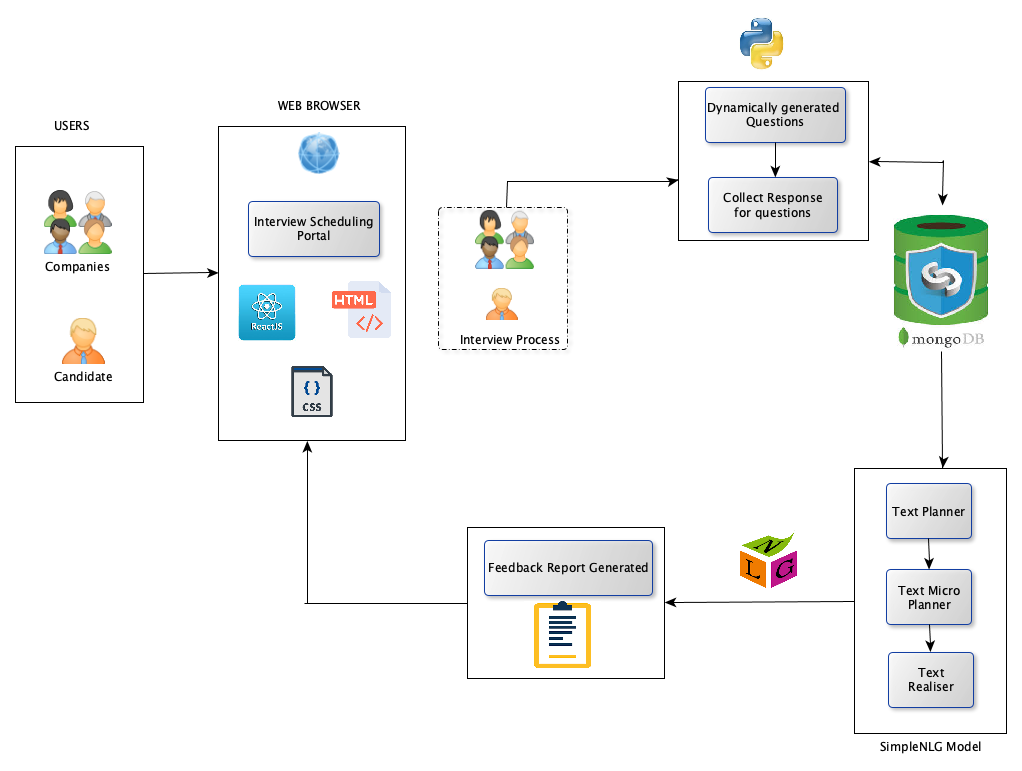 USERS
Companies
Candidate
WEB BROWSER
Interview Scheduling
Portal
ReactJS
HTML
</>
{ }
CSS
Interview Process
Dynamically generated
Questions
Collect Response
for questions
mongoDB
Text Planner
Text Micro
Planner
Text
Realiser
SimpleNLG Model
N
L G
Feedback Report Generated